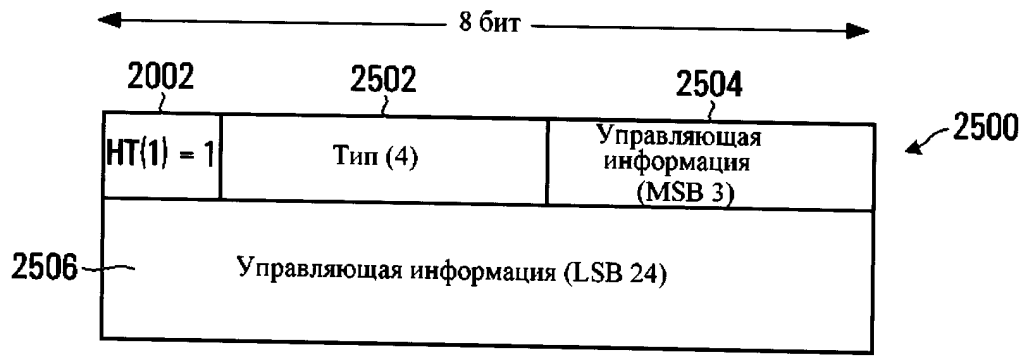 8 бит
2002
2502
2504
2500
HT(1) = 1
Тип (4)
Управляющая
информация
(MSB 3)
2506
Управляющая информация (LSB 24)